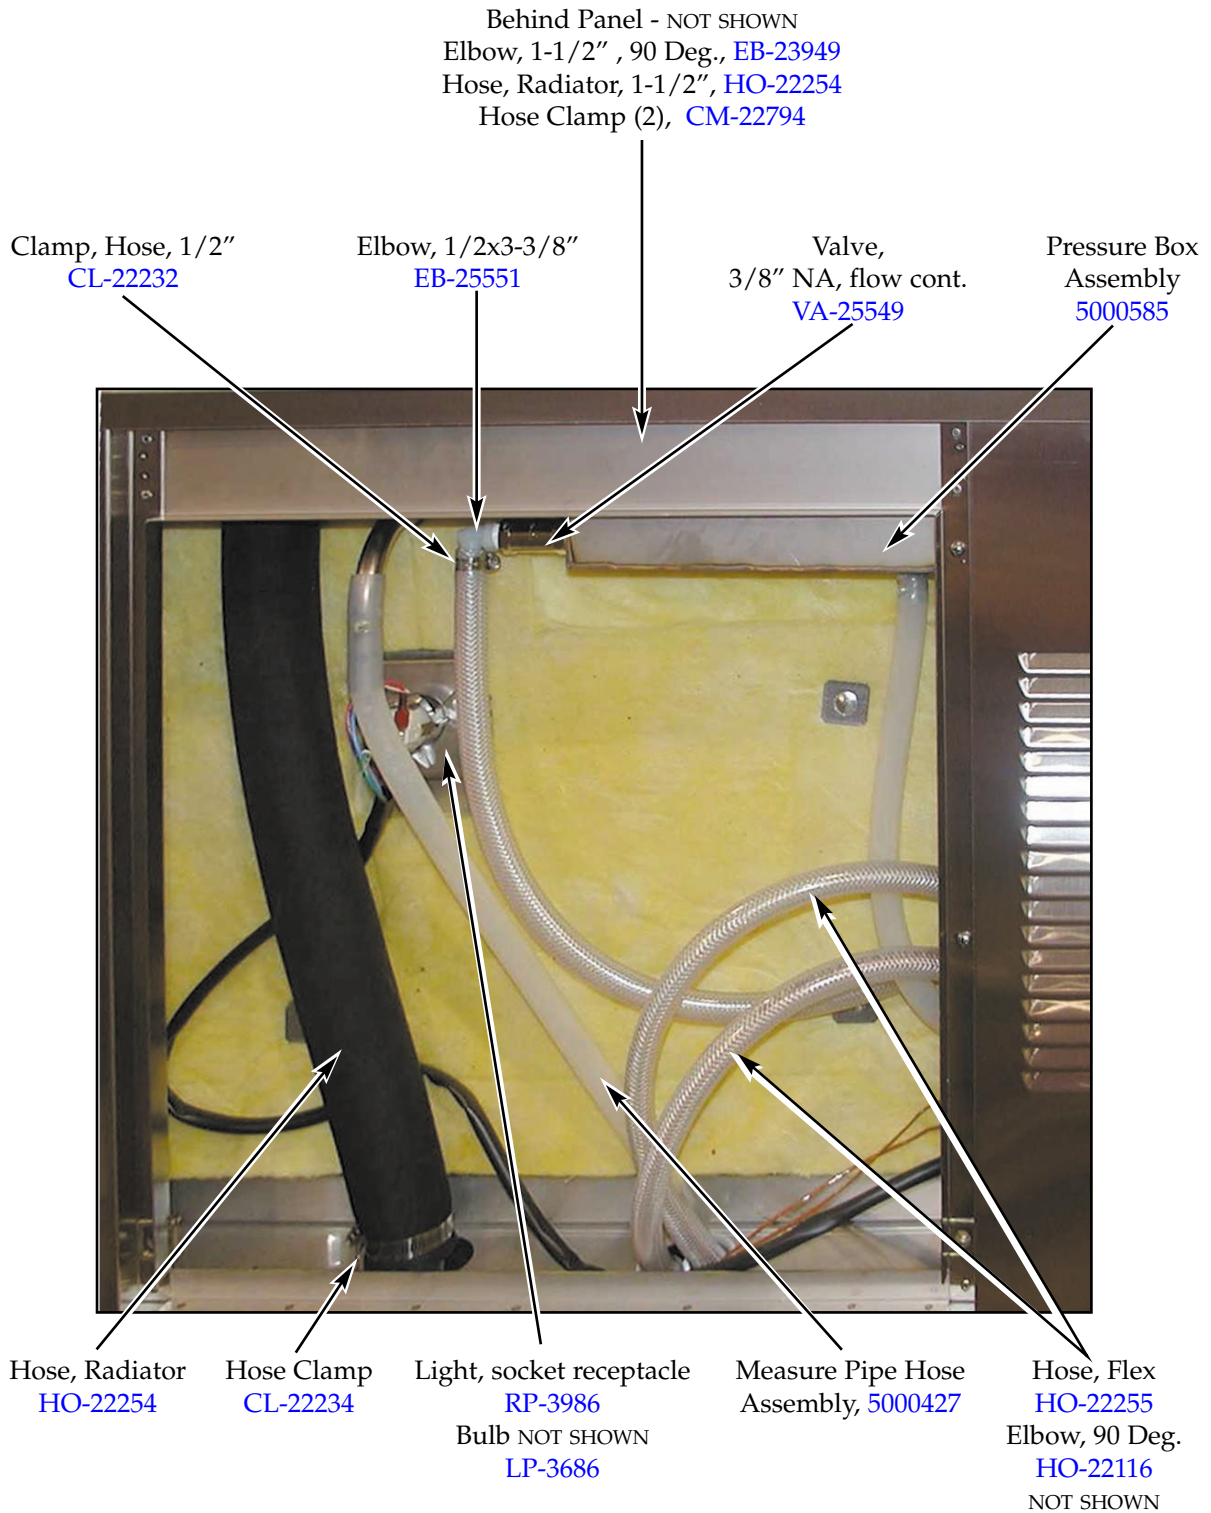 Behind Panel - NOT SHOWN
Elbow, 1-1/2″ , 90 Deg., EB-23949
Hose, Radiator, 1-1/2″, HO-22254
Hose Clamp (2), CM-22794
Clamp, Hose, 1/2″
CL-22232
Elbow, 1/2x3-3/8″
EB-25551
Valve,
3/8″ NA, flow cont.
VA-25549
Pressure Box
Assembly
5000585
Hose, Radiator
HO-22254
Hose Clamp
CL-22234
Light, socket receptacle
RP-3986
Bulb NOT SHOWN
LP-3686
Measure Pipe Hose
Assembly, 5000427
Hose, Flex
HO-22255
Elbow, 90 Deg.
HO-22116
NOT SHOWN